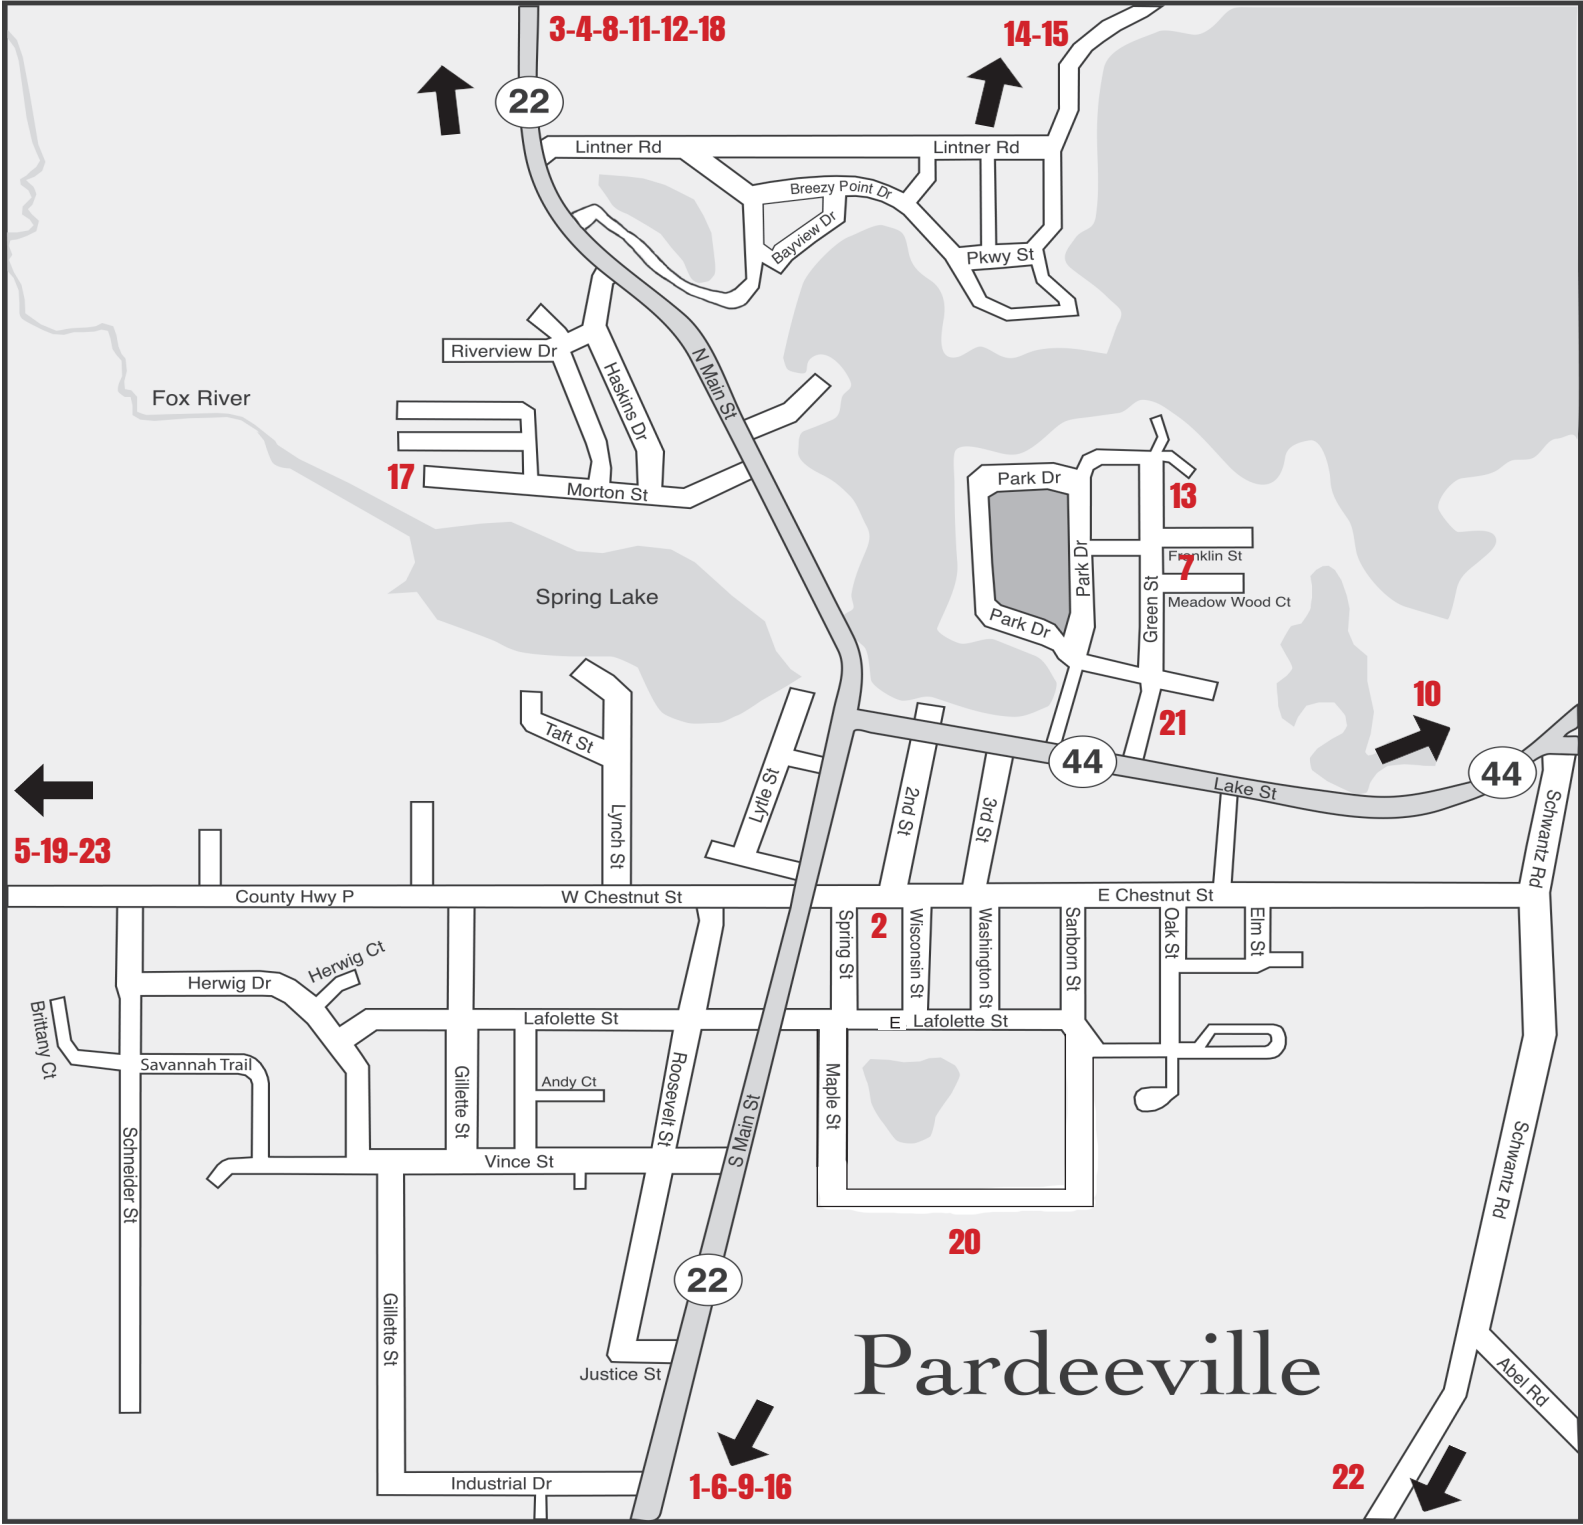 3-4-8-11-12-18
14-15
22
Lintner Rd
Lintner Rd
Breezy Point Dr
Bayview Dr
Pkwy St
Riverview Dr
Haskins Dr
N Main St
Fox River
17
Morton St
Park Dr
13
Park Dr
Franklin St
7
Green St
Meadow Wood Ct
Spring Lake
Park Dr
10
21
Taft St
44
44
Lake St
Lytle St
2nd St
3rd St
Lynch St
Schwantz Rd
5-19-23
County Hwy P
W Chestnut St
E Chestnut St
2
Spring St
Wisconsin St
Washington St
Sanborn St
Oak St
Elm St
Herwig Ct
Herwig Dr
Brittany Ct
Lafolette St
E Lafolette St
Savannah Trail
Andy Ct
Gillette St
Roosevelt St
Maple St
S Main St
Schneider St
Vince St
Schwantz Rd
20
22
Gillette St
Justice St
Pardeeville
Abel Rd
Industrial Dr
1-6-9-16
22